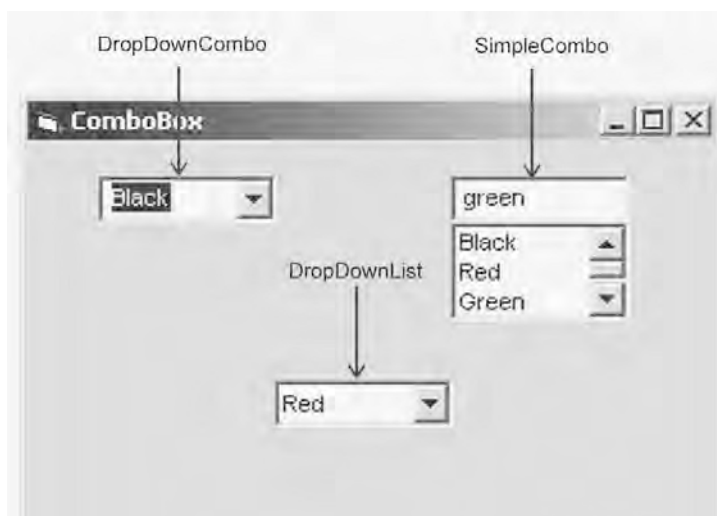 DropDownCombo
SimpleCombo
ComboBox
Black
green
Black
Red
Green
DropDownList
Red